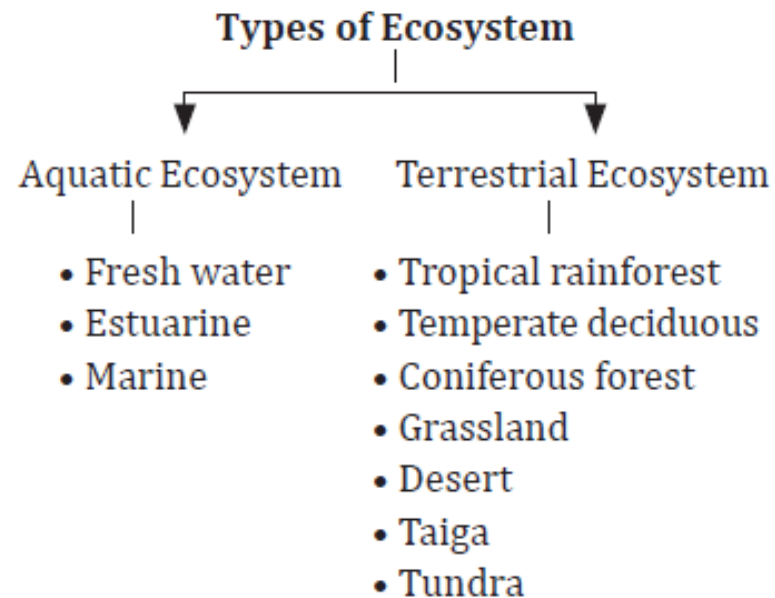 Types of Ecosystem
Aquatic Ecosystem
• Fresh water
• Estuarine
• Marine
Terrestrial Ecosystem
• Tropical rainforest
• Temperate deciduous
• Coniferous forest
• Grassland
• Desert
• Taiga
• Tundra